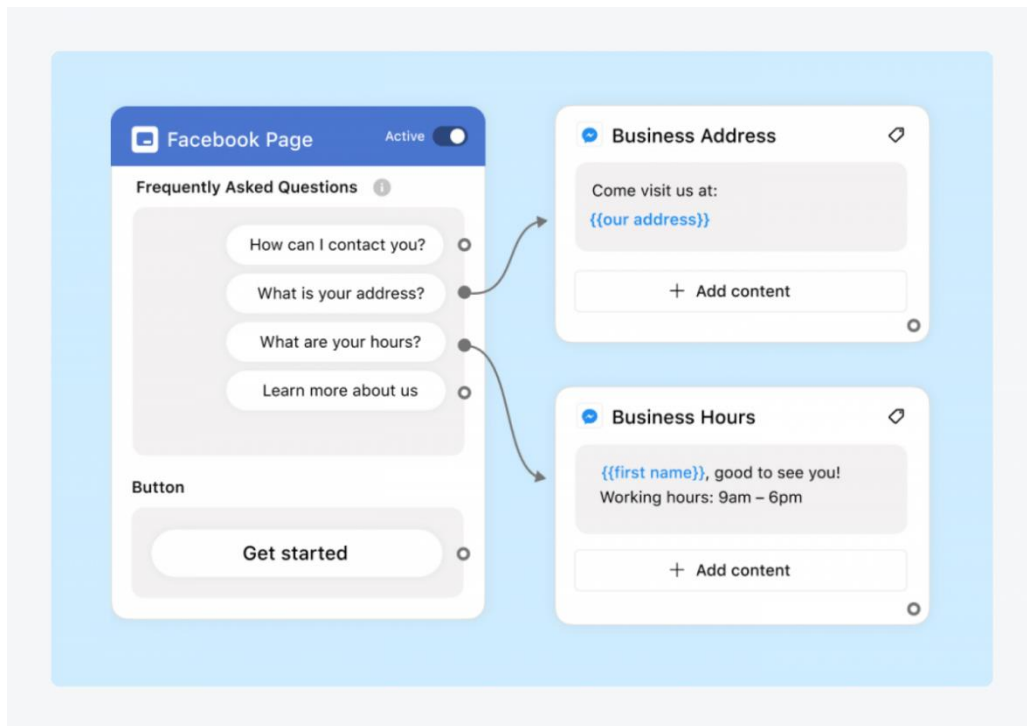 Facebook Page
Active
Frequently Asked Questions
How can I contact you?
What is your address?
What are your hours?
Learn more about us
Button
Get started
Business Address
Come visit us at:
{{our address}}
+ Add content
Business Hours
{{first name}}, good to see you!
Working hours: 9am – 6pm
+ Add content